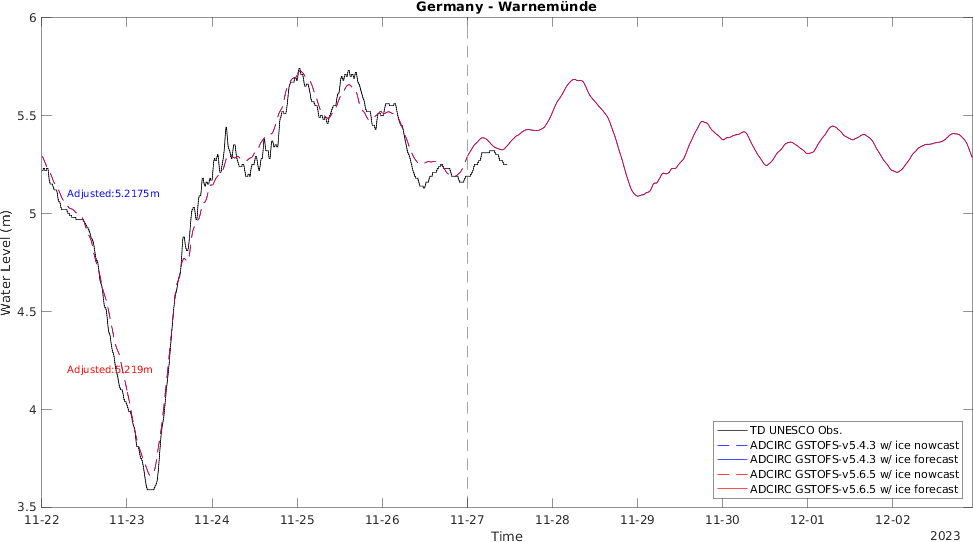 Germany - Warnemünde
6
5.5
5
4.5
4
3.5
Water Level (m)
Adjusted:5.2175m
Adjusted:5.219m
TD UNESCO Obs.
ADCIRC GSTOFS-v5.4.3 w/ ice nowcast
ADCIRC GSTOFS-v5.4.3 w/ ice forecast
ADCIRC GSTOFS-v5.6.5 w/ ice nowcast
ADCIRC GSTOFS-v5.6.5 w/ ice forecast
11-22 11-23 11-24 11-25 11-26 11-27 11-28 11-29 11-30 12-01 12-02
Time
2023